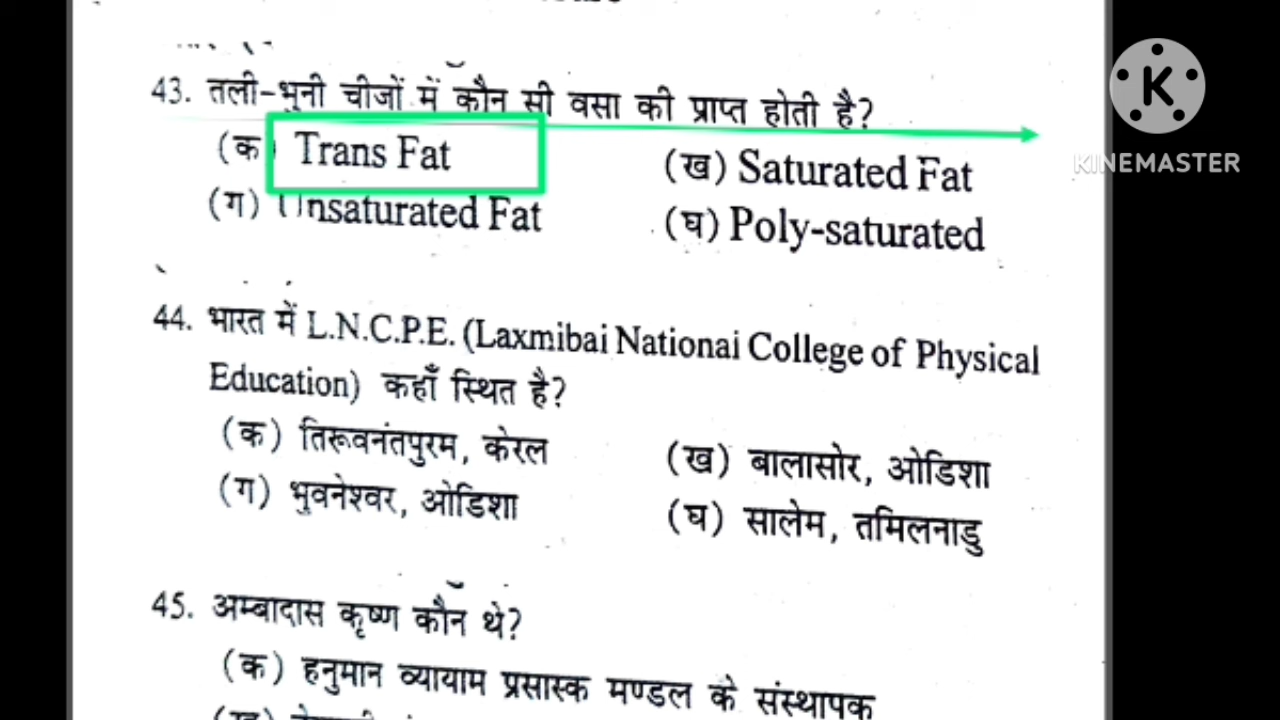 43. तली-भुनी चीजों में कौन सी वसा की प्राप्त होती है?
(क) Trans Fat (ख) Saturated Fat
(ग) Unsaturated Fat (घ) Poly-saturated
44. भारत में L.N.C.P.E. (Laxmibai Nationai College of Physical
Education) कहाँ स्थित है?
(क) तिरूवनंतपुरम, केरल (ख) बालासोर, ओडिशा
(ग) भुवनेश्वर, ओडिशा (घ) सालेम, तमिलनाडु
45. अम्बादास कृष्ण कौन थे?
(क) हनुमान व्यायाम प्रसास्क मण्डल के संस्थापक
K
KINEMASTER